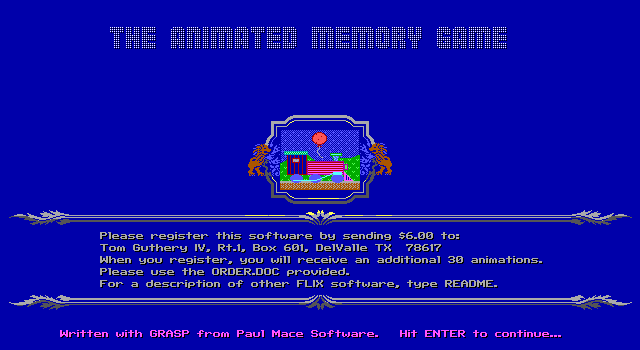 THE ANIMATED MEMORY GAME
Please register this software by sending $6.00 to:
Tom Guthery IV, Rt.1, Box 601, DelValle TX  78617
When you register, you will receive an additional 30 animations.
Please use the ORDER.DOC provided.
For a description of other FLIX software, type README.
Written with GRASP from Paul Mace Software.   Hit ENTER to continue...